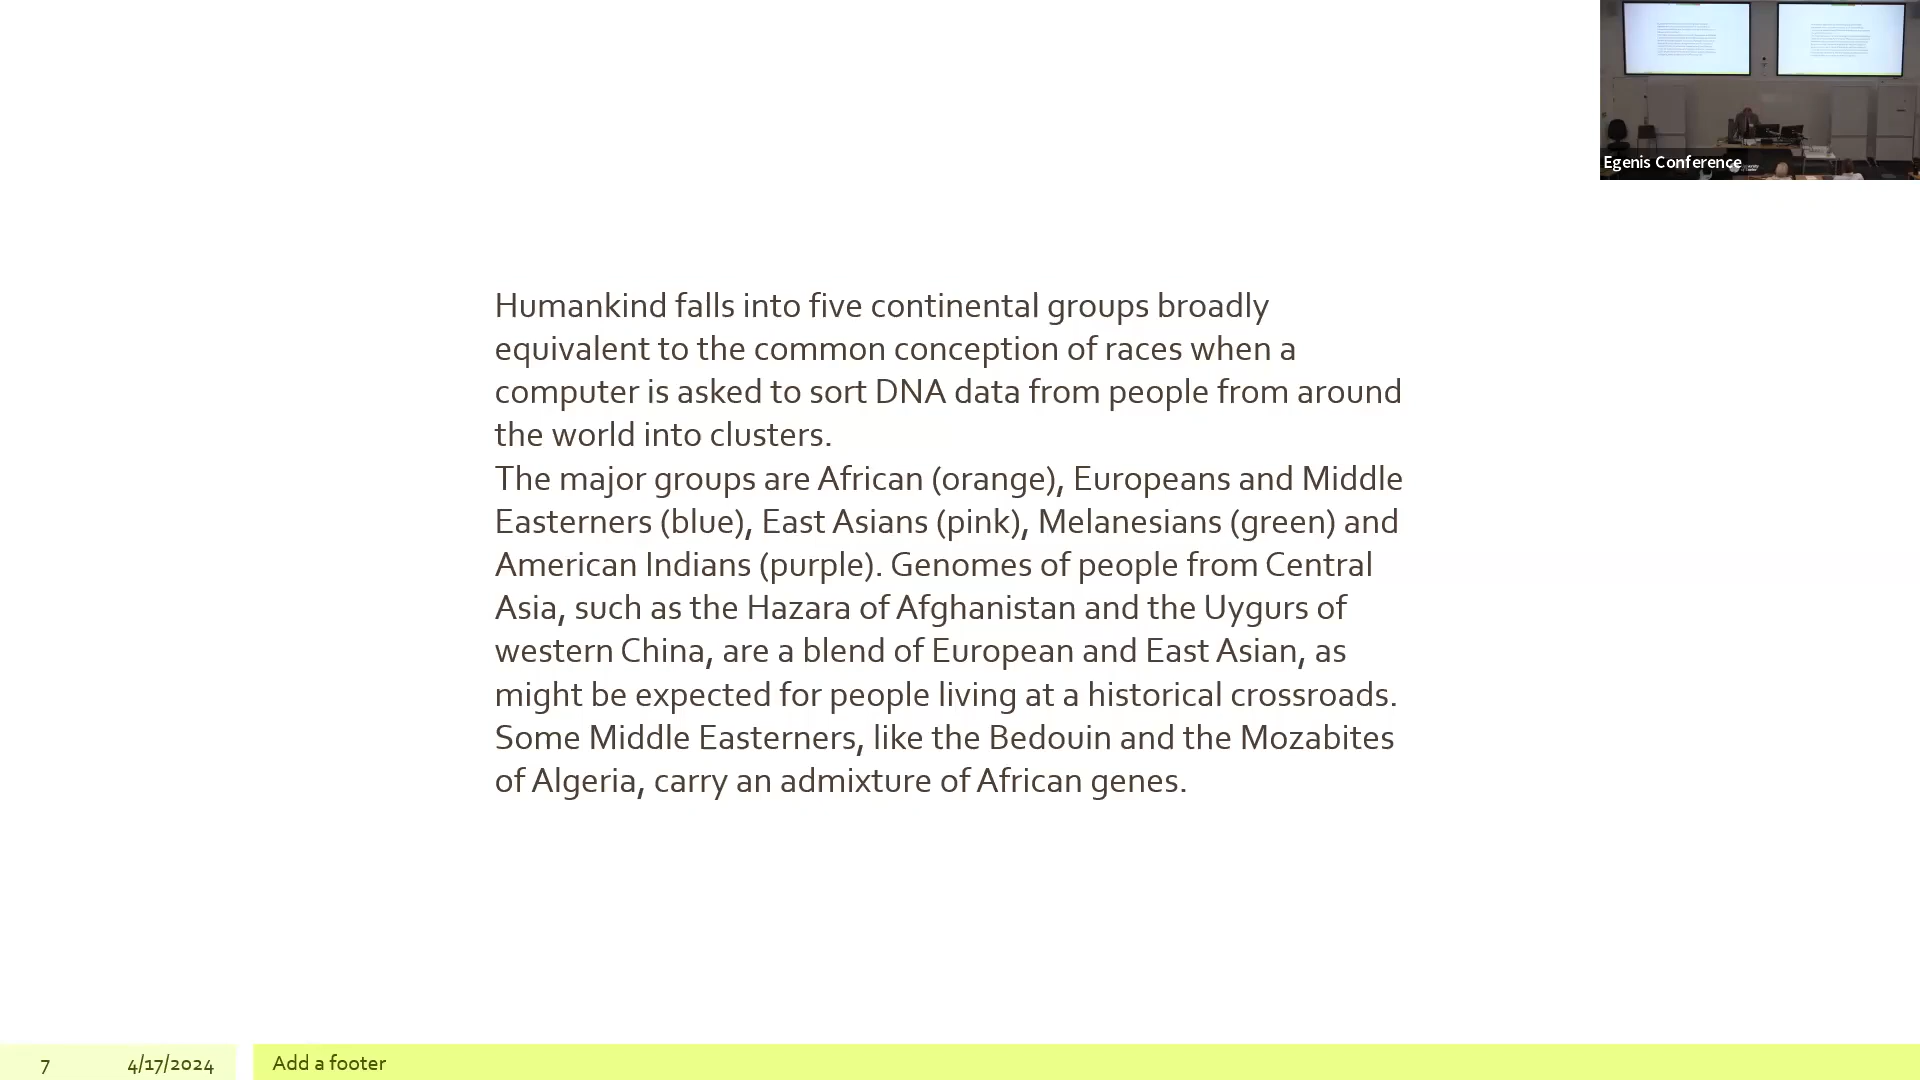 Egenis Conference
Humankind falls into five continental groups broadly
equivalent to the common conception of races when a
computer is asked to sort DNA data from people from around
the world into clusters.
The major groups are African (orange), Europeans and Middle
Easterners (blue), East Asians (pink), Melanesians (green) and
American Indians (purple). Genomes of people from Central
Asia, such as the Hazara of Afghanistan and the Uygurs of
western China, are a blend of European and East Asian, as
might be expected for people living at a historical crossroads.
Some Middle Easterners, like the Bedouin and the Mozabites
of Algeria, carry an admixture of African genes.
7 4/17/2024 Add a footer